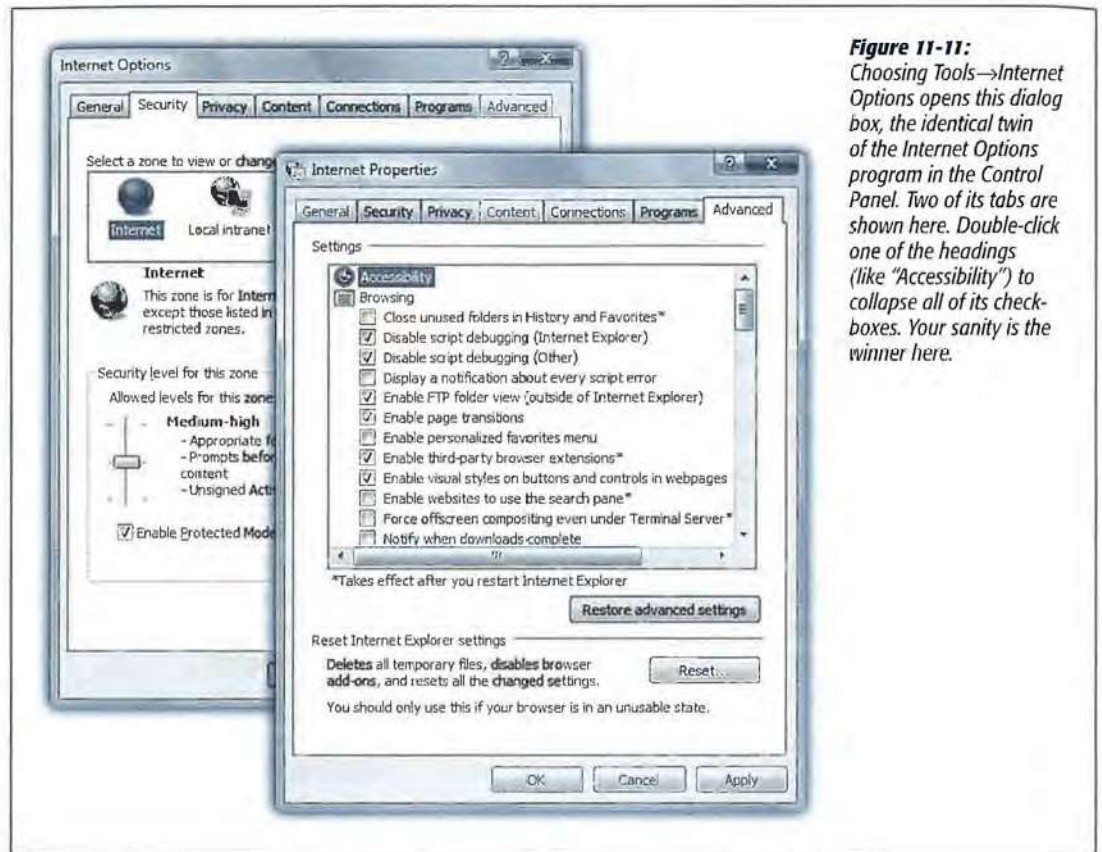 Internet Options
General Security Privacy Content Connections Programs Advanced
Select a zone to view or change
Internet Local intranet
Internet
This zone is for Intern
except those listed in
restricted zones.
Security level for this zone
Allowed levels for this zone
Medium-high
- Appropriate fo
- Prompts befor
content
- Unsigned Acti
Enable Protected Mode
Internet Properties
General Security Privacy Content Connections Programs Advanced
Settings
Accessibility
Browsing
Close unused folders in History and Favorites*
Disable script debugging (Internet Explorer)
Disable script debugging (Other)
Display a notification about every script error
Enable FTP folder view (outside of Internet Explorer)
Enable page transitions
Enable personalized favorites menu
Enable third-party browser extensions*
Enable visual styles on buttons and controls in webpages
Enable websites to use the search pane*
Force offscreen compositing even under Terminal Server*
Notify when downloads complete
*Takes effect after you restart Internet Explorer
Restore advanced settings
Reset Internet Explorer settings
Deletes all temporary files, disables browser
add-ons, and resets all the changed settings.
Reset...
You should only use this if your browser is in an unusable state.
OK Cancel Apply
Figure 11-11:
Choosing Tools→Internet
Options opens this dialog
box, the identical twin
of the Internet Options
program in the Control
Panel. Two of its tabs are
shown here. Double-click
one of the headings
(like "Accessibility") to
collapse all of its check-
boxes. Your sanity is the
winner here.